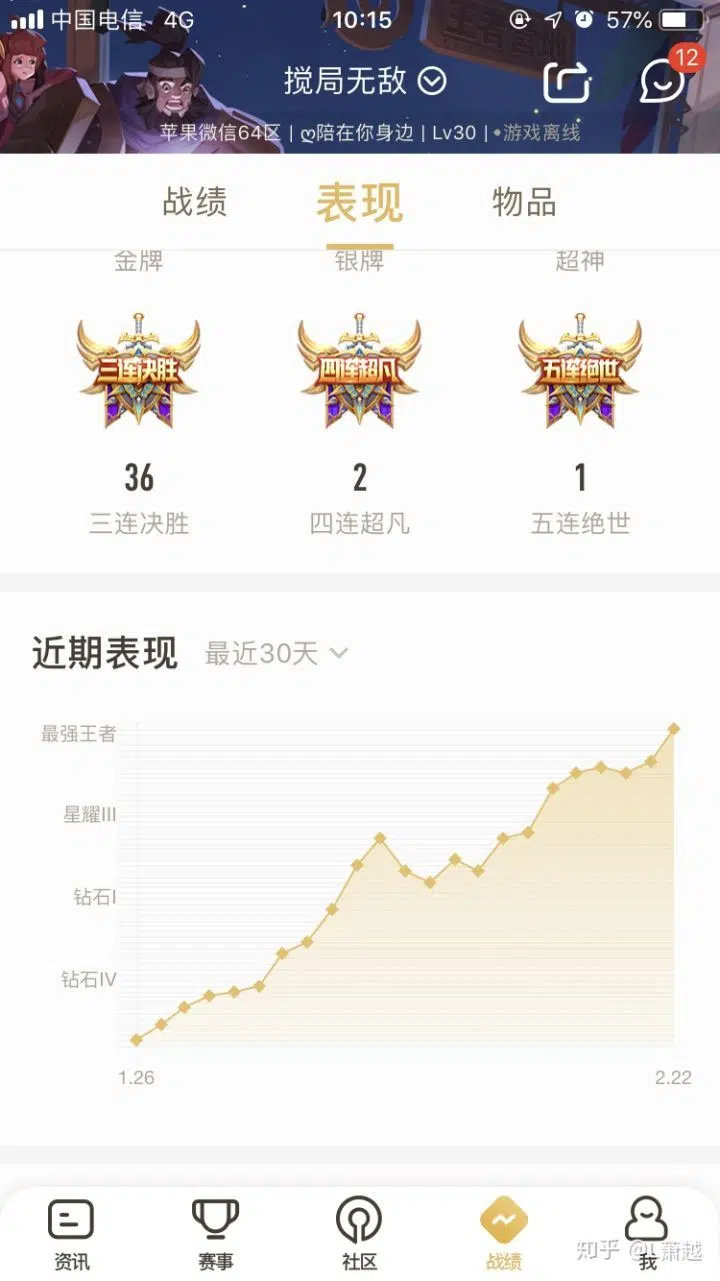 中国电信 4G 10:15 57%
搅局无敌
12
苹果微信64区 | ღ陪在你身边 | Lv30 | •游戏离线
战绩 表现 物品
金牌 银牌 超神
三连决胜 四连超凡 五连绝世
36 2 1
三连决胜 四连超凡 五连绝世
近期表现 最近30天
最强王者
星耀III
钻石I
钻石IV
1.26 2.22
资讯 赛事 社区 战绩 我
知乎 @L萧越